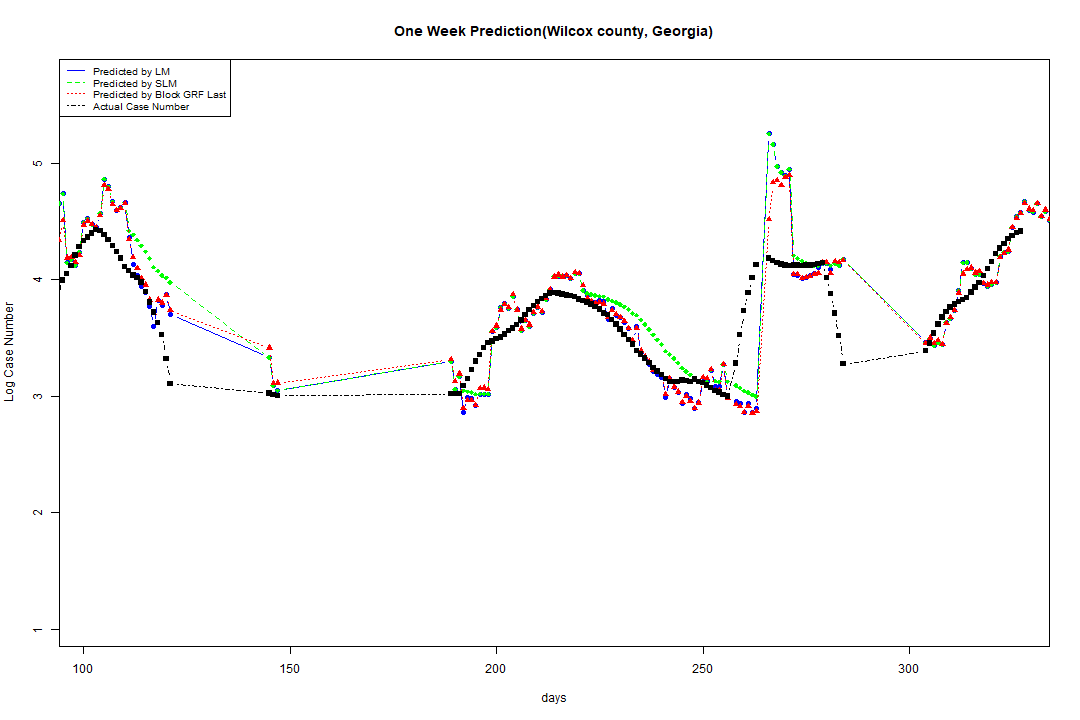 One Week Prediction(Wilcox county, Georgia)
Predicted by LM
Predicted by SLM
Predicted by Block GRF Last
Actual Case Number
5
4
3
2
1
Log Case Number
100 150 200 250 300
days